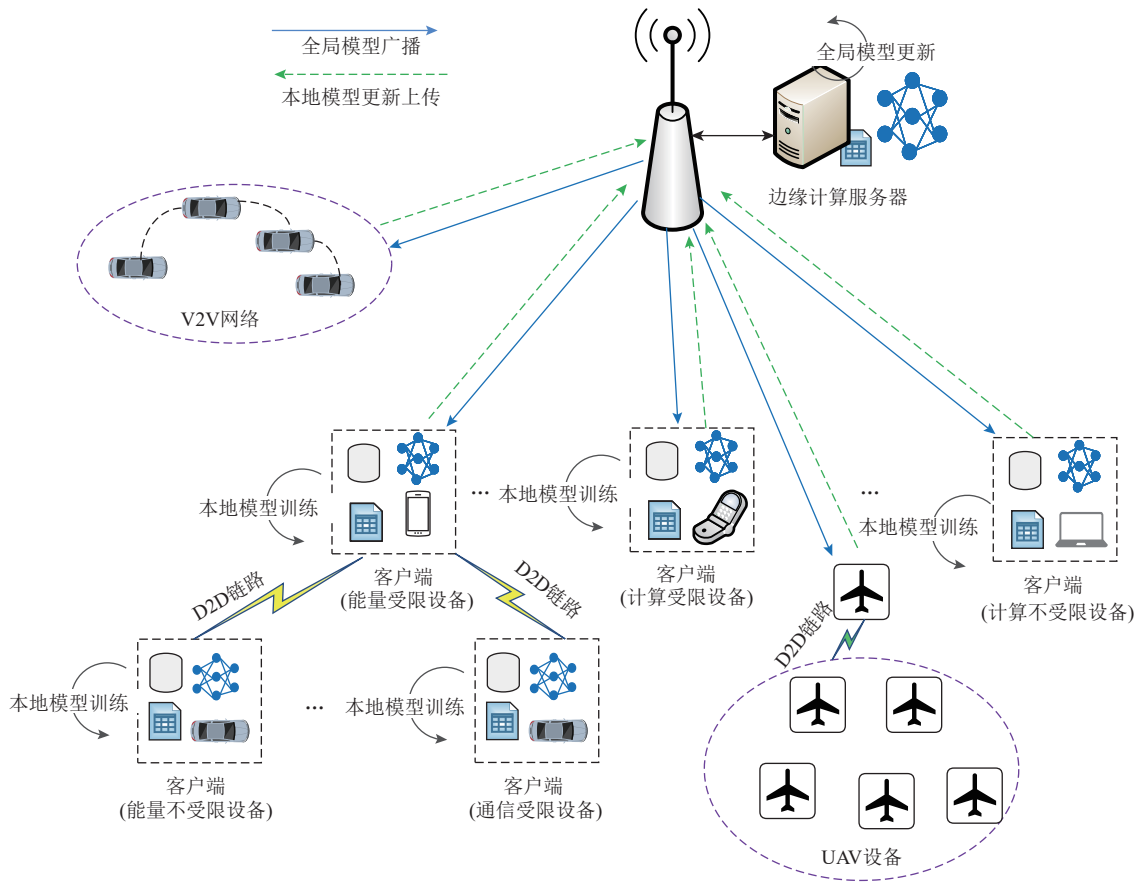 全局模型广播
本地模型更新上传
全局模型更新
边缘计算服务器
V2V网络
本地模型训练
...
本地模型训练
...
本地模型训练
客户端
(能量受限设备)
客户端
(计算受限设备)
客户端
(计算不受限设备)
D2D链路
D2D链路
D2D链路
本地模型训练
...
本地模型训练
客户端
(能量不受限设备)
客户端
(通信受限设备)
UAV设备